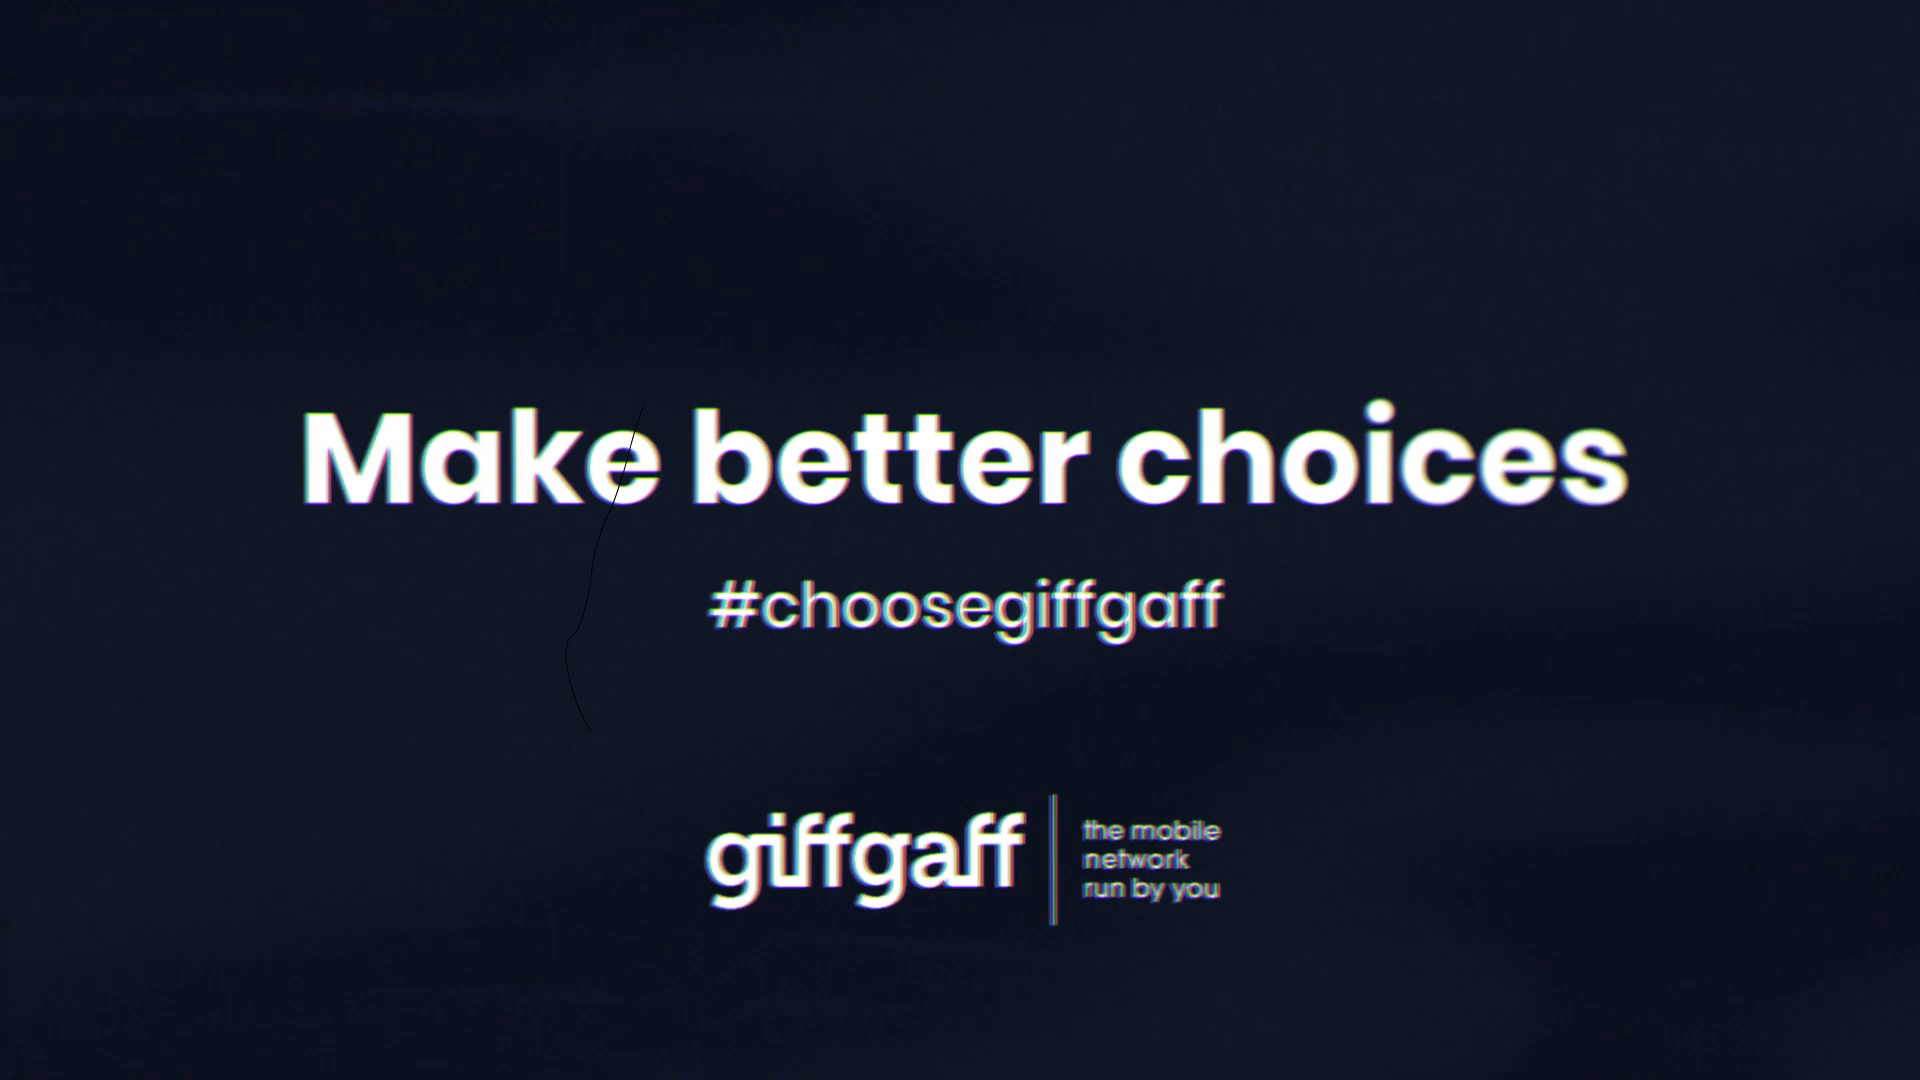 Make better choices
#choosegiffgaff
giffgaff
the mobile
network
run by you